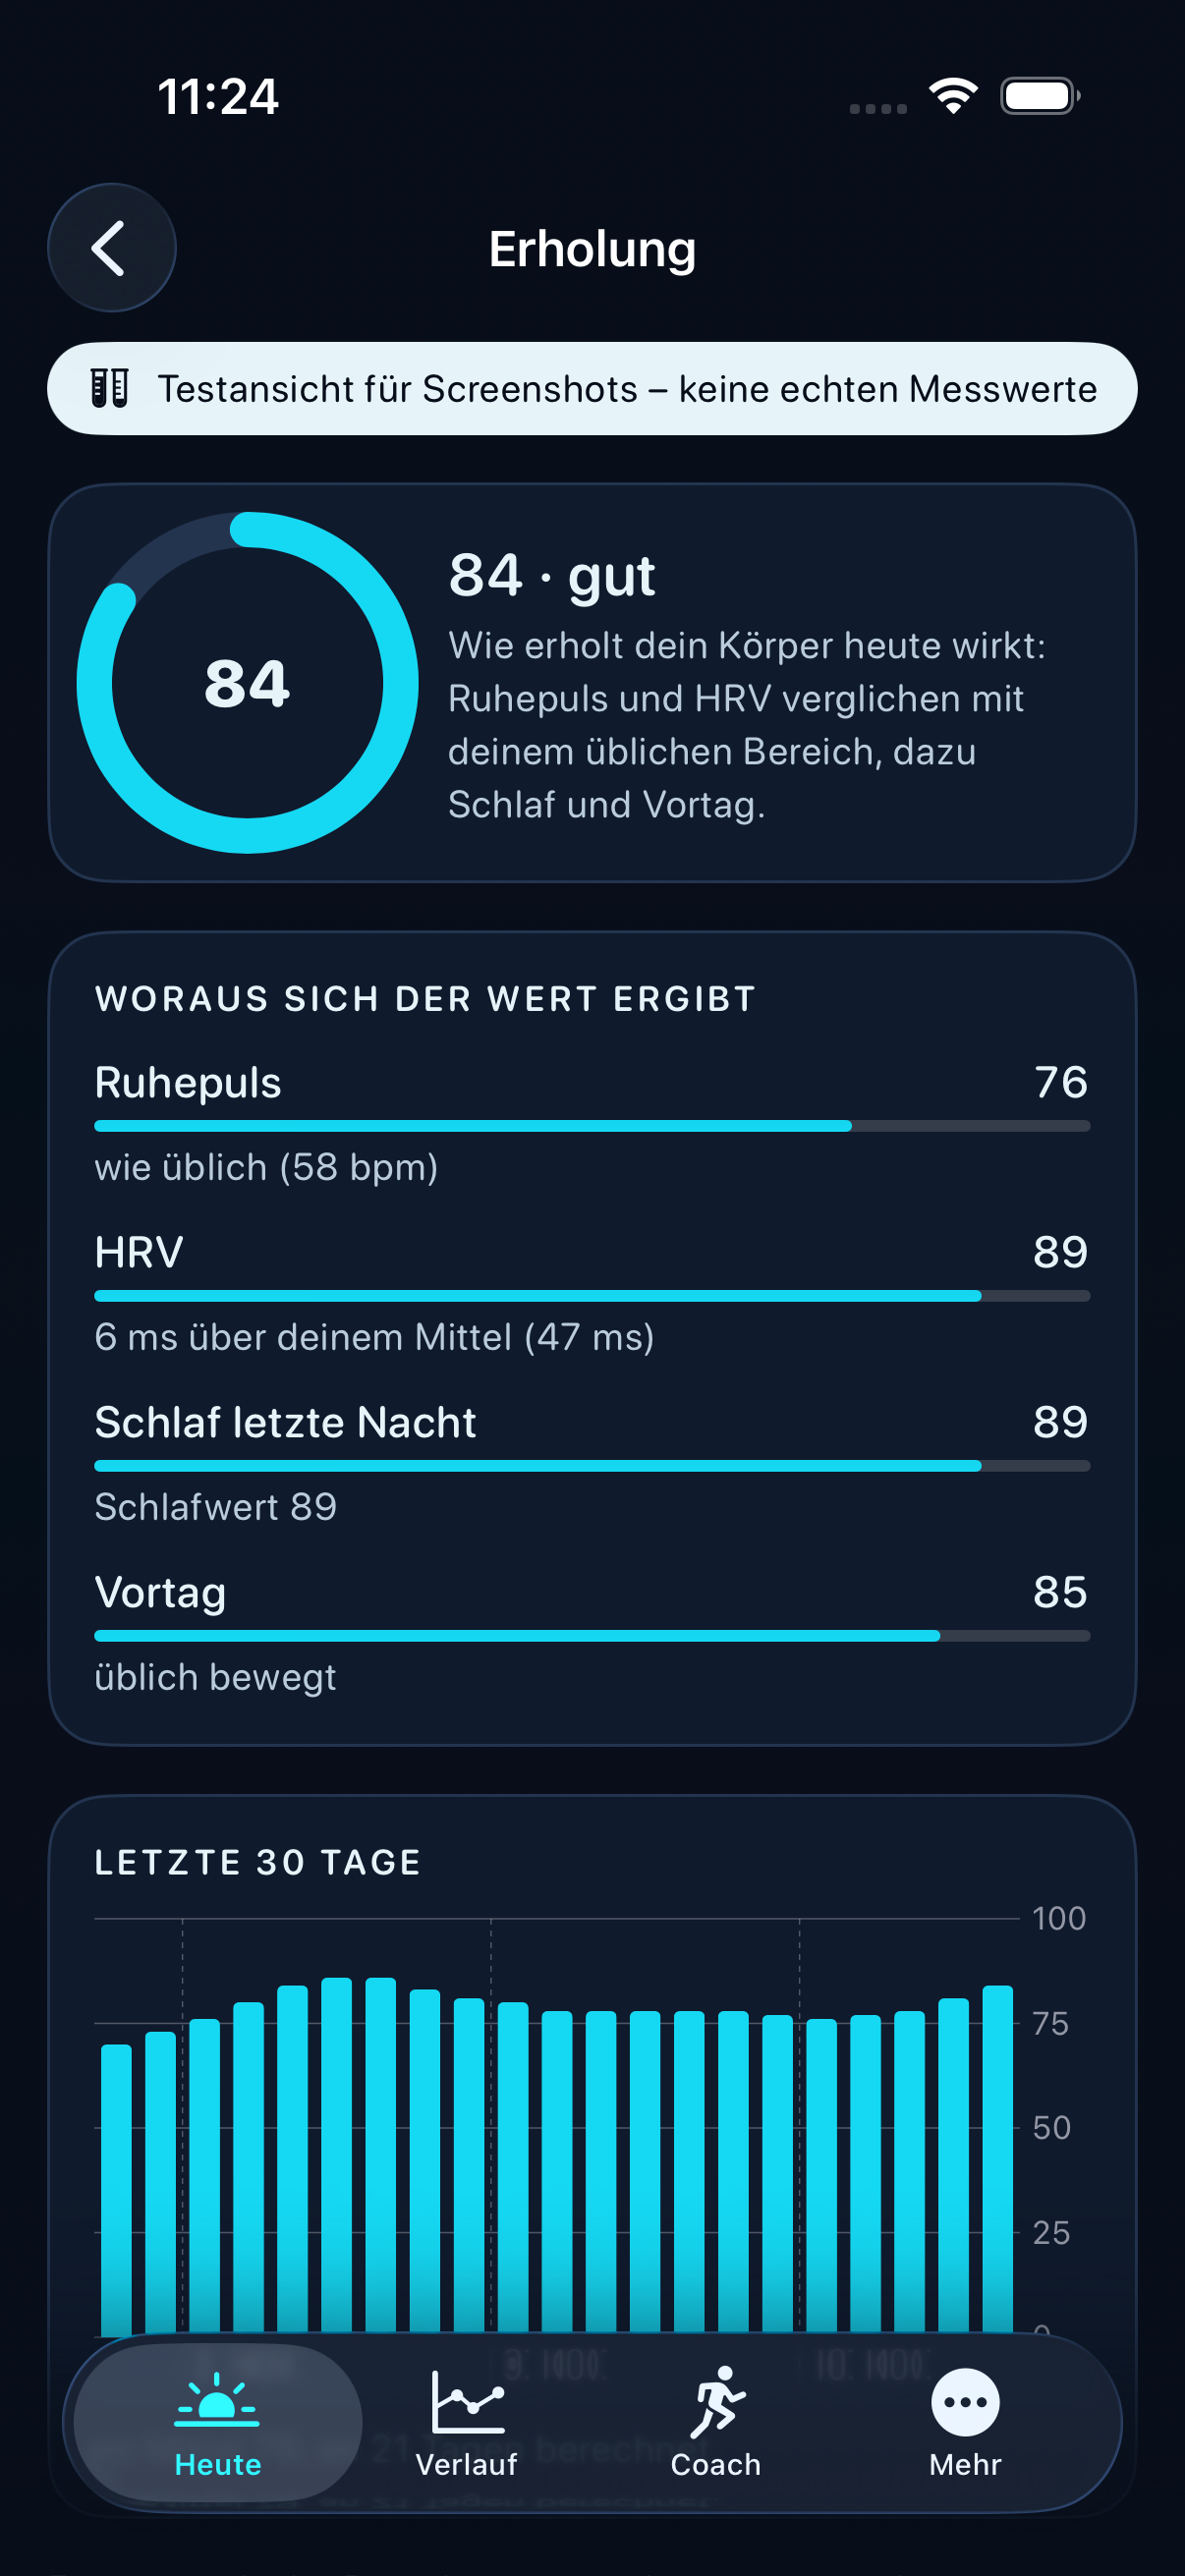 11:24
Erholung
Testansicht für Screenshots – keine echten Messwerte
84
84 · gut
Wie erholt dein Körper heute wirkt:
Ruhepuls und HRV verglichen mit
deinem üblichen Bereich, dazu
Schlaf und Vortag.
WORAUS SICH DER WERT ERGIBT
Ruhepuls 76
wie üblich (58 bpm)
HRV 89
6 ms über deinem Mittel (47 ms)
Schlaf letzte Nacht 89
Schlafwert 89
Vortag 85
üblich bewegt
LETZTE 30 TAGE
100
75
50
25
Heute Verlauf Coach Mehr